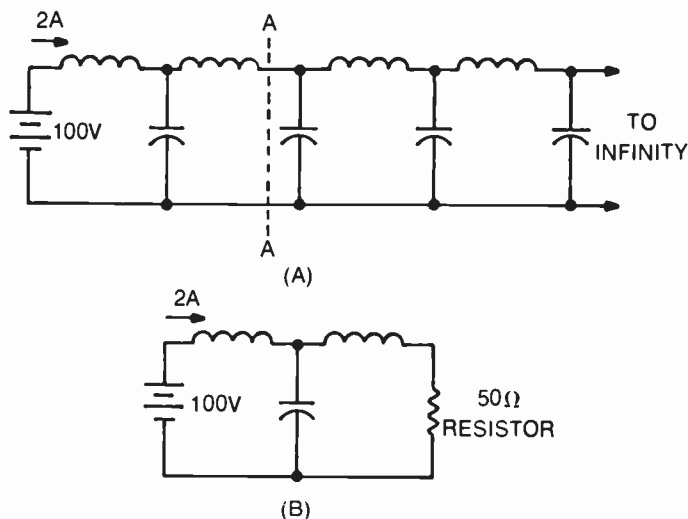 2A
A
100V
TO
INFINITY
A
(A)
2A
100V
50Ω
RESISTOR
(B)